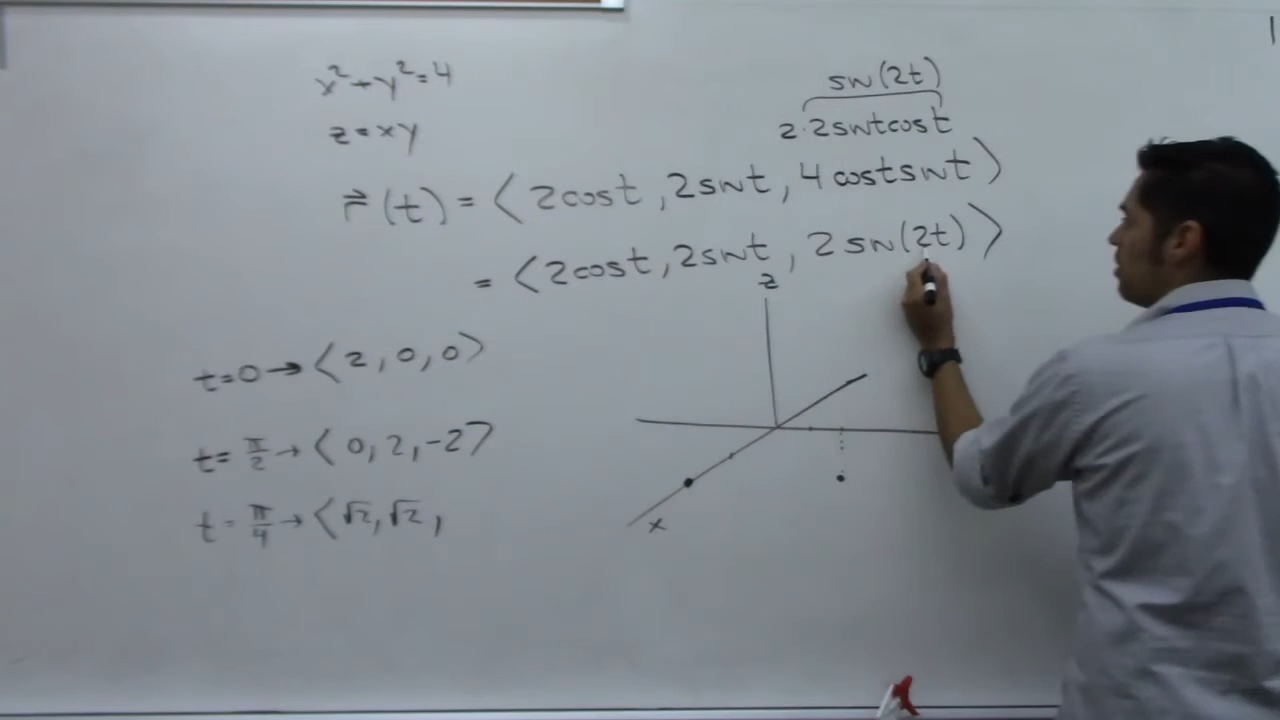 x²+y²=4
z=xy
sin(2t)
2·2sintcost
r⃗(t) = ⟨2cost, 2sint, 4costsint⟩
= ⟨2cost, 2sint, 2sin(2t)⟩
z
t=0→⟨2, 0, 0⟩
t=π/2→⟨0, 2, -2⟩
t=π/4→⟨√2, √2,
x